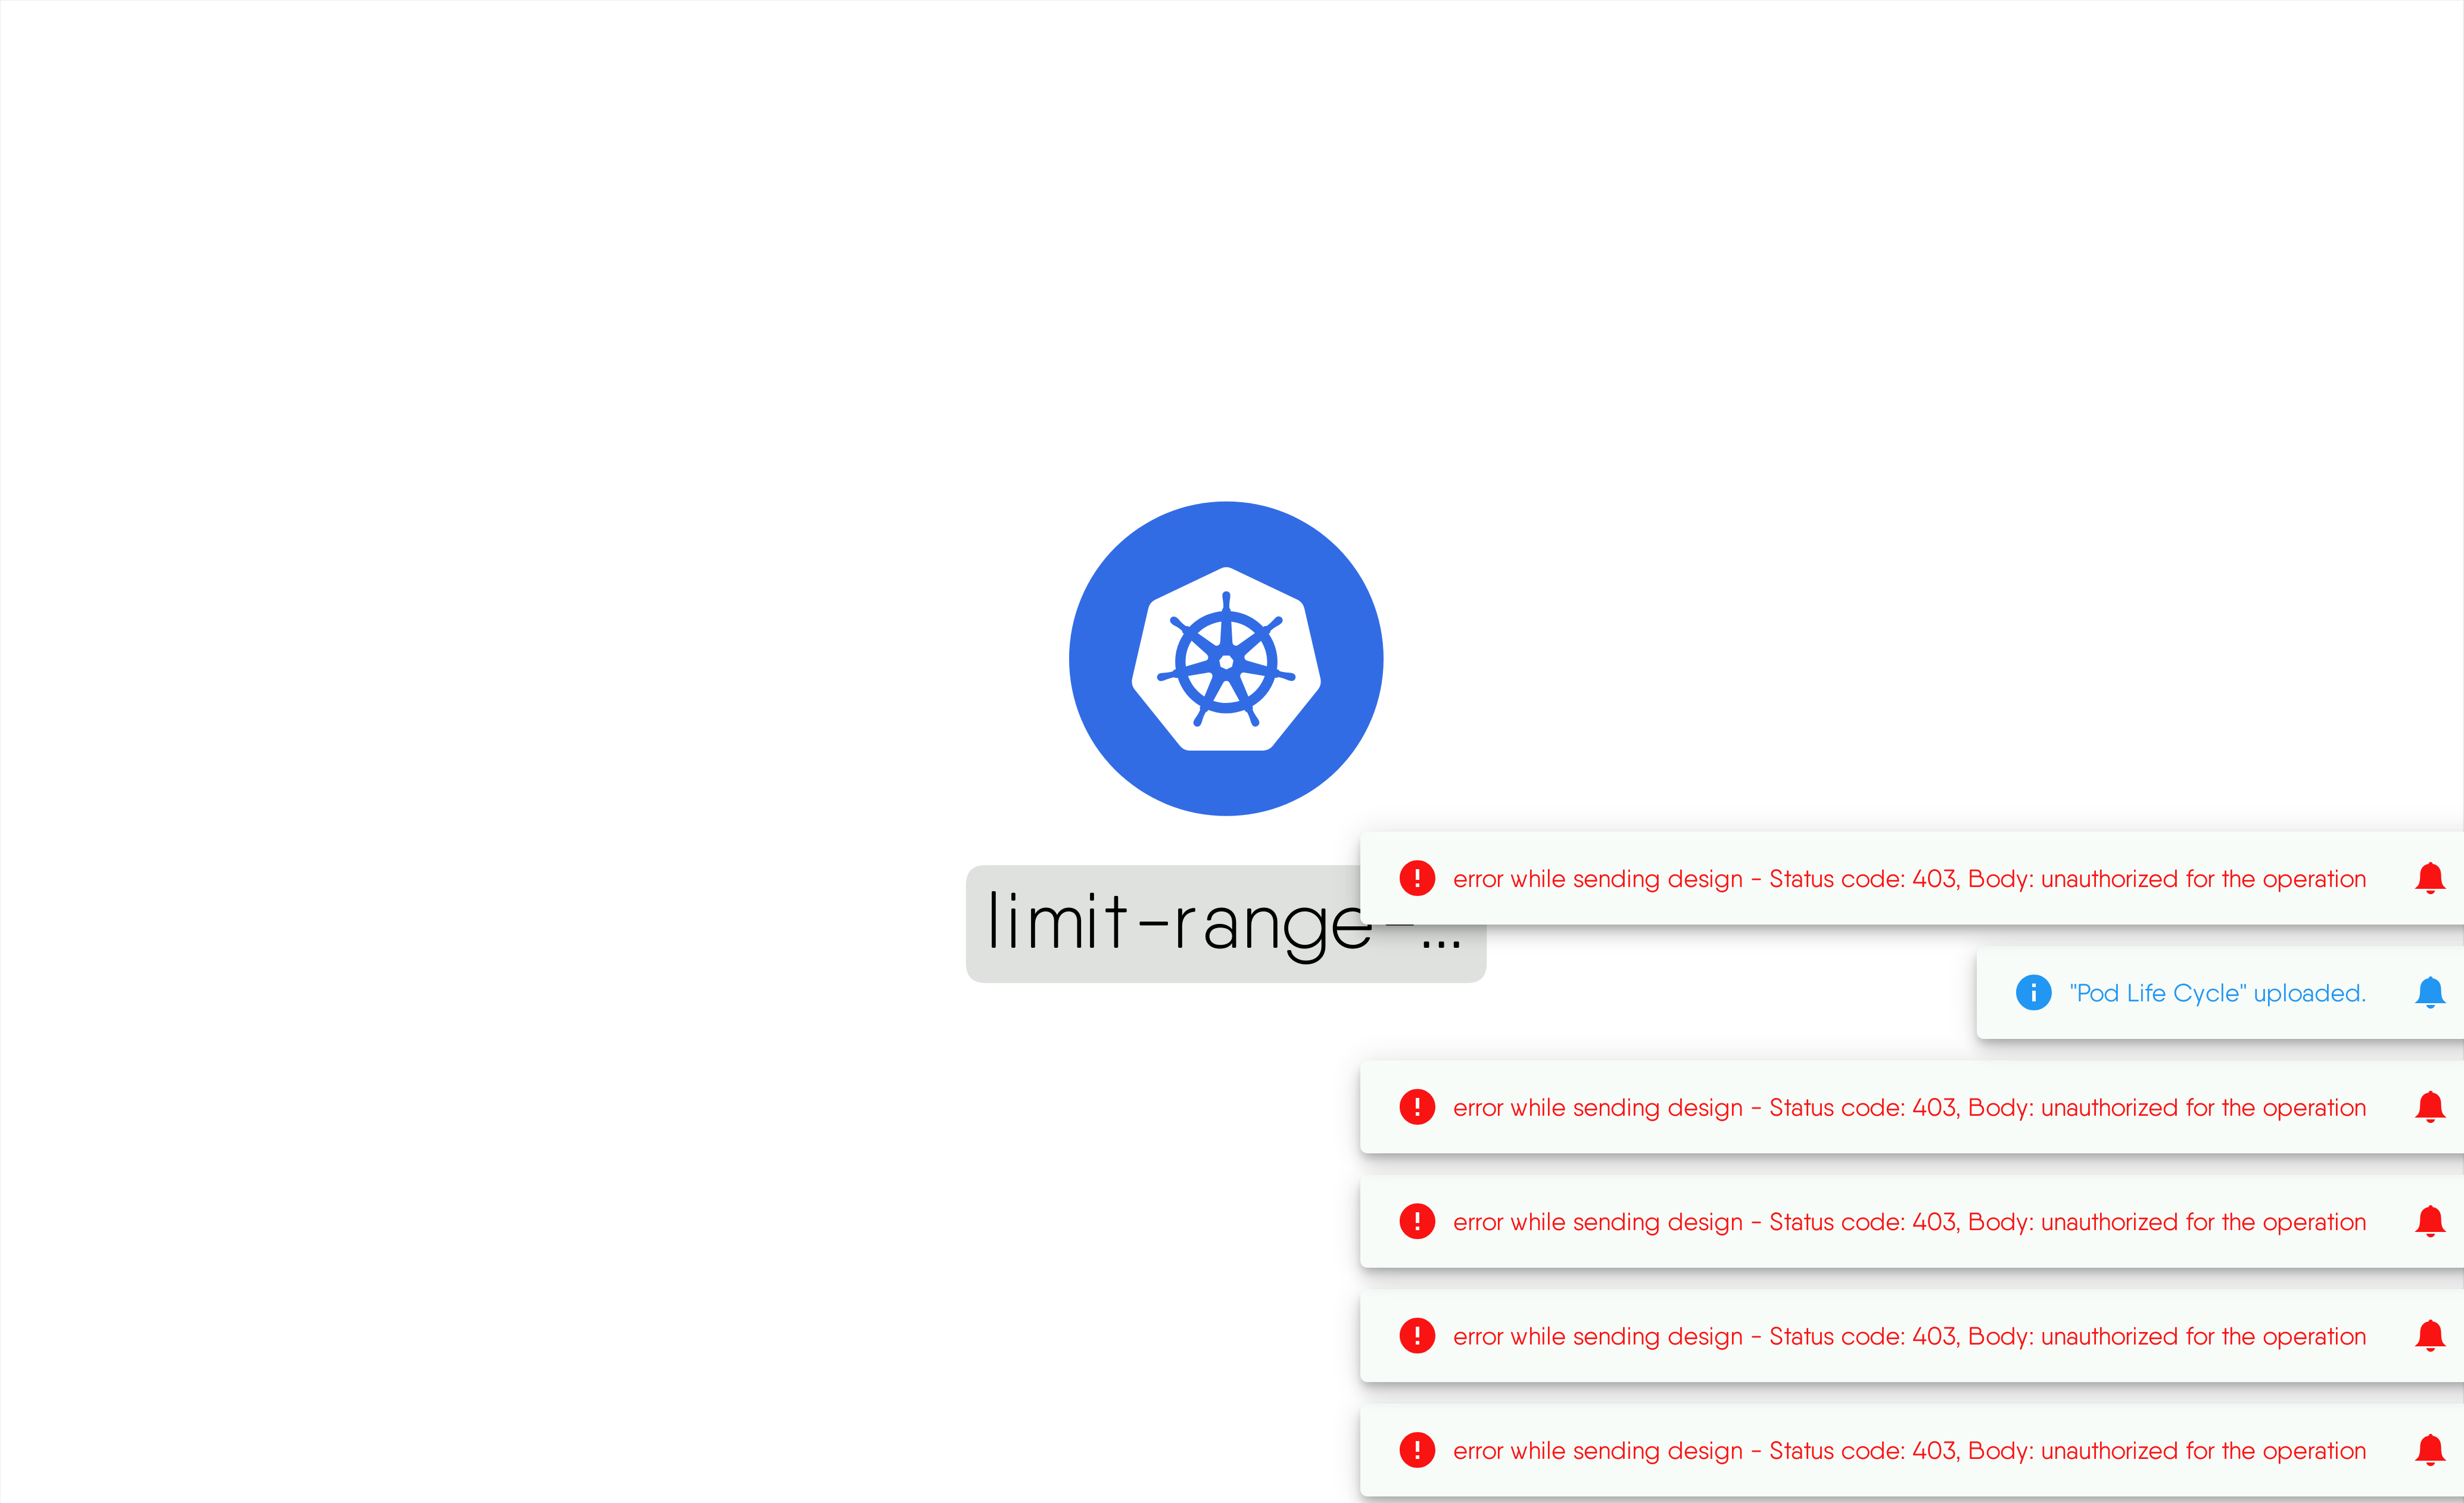 limit-range-...
error while sending design - Status code: 403, Body: unauthorized for the operation
"Pod Life Cycle" uploaded.
error while sending design - Status code: 403, Body: unauthorized for the operation
error while sending design - Status code: 403, Body: unauthorized for the operation
error while sending design - Status code: 403, Body: unauthorized for the operation
error while sending design - Status code: 403, Body: unauthorized for the operation